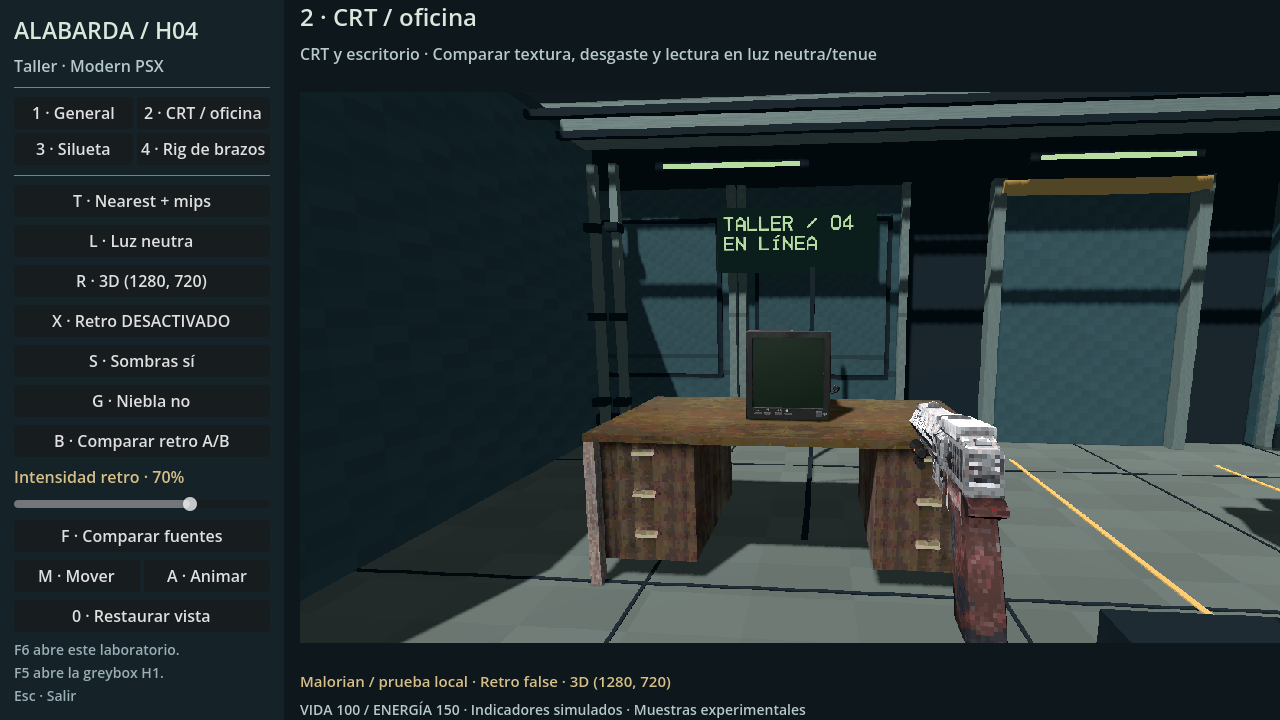 ALABARDA / H04
Taller · Modern PSX
1 · General
2 · CRT / oficina
3 · Silueta
4 · Rig de brazos
T · Nearest + mips
L · Luz neutra
R · 3D (1280, 720)
X · Retro DESACTIVADO
S · Sombras sí
G · Niebla no
B · Comparar retro A/B
Intensidad retro · 70%
F · Comparar fuentes
M · Mover
A · Animar
0 · Restaurar vista
F6 abre este laboratorio.
F5 abre la greybox H1.
Esc · Salir
2 · CRT / oficina
CRT y escritorio · Comparar textura, desgaste y lectura en luz neutra/tenue
TALLER / 04
EN LíNEA
Malorian / prueba local · Retro false · 3D (1280, 720)
VIDA 100 / ENERGÍA 150 · Indicadores simulados · Muestras experimentales